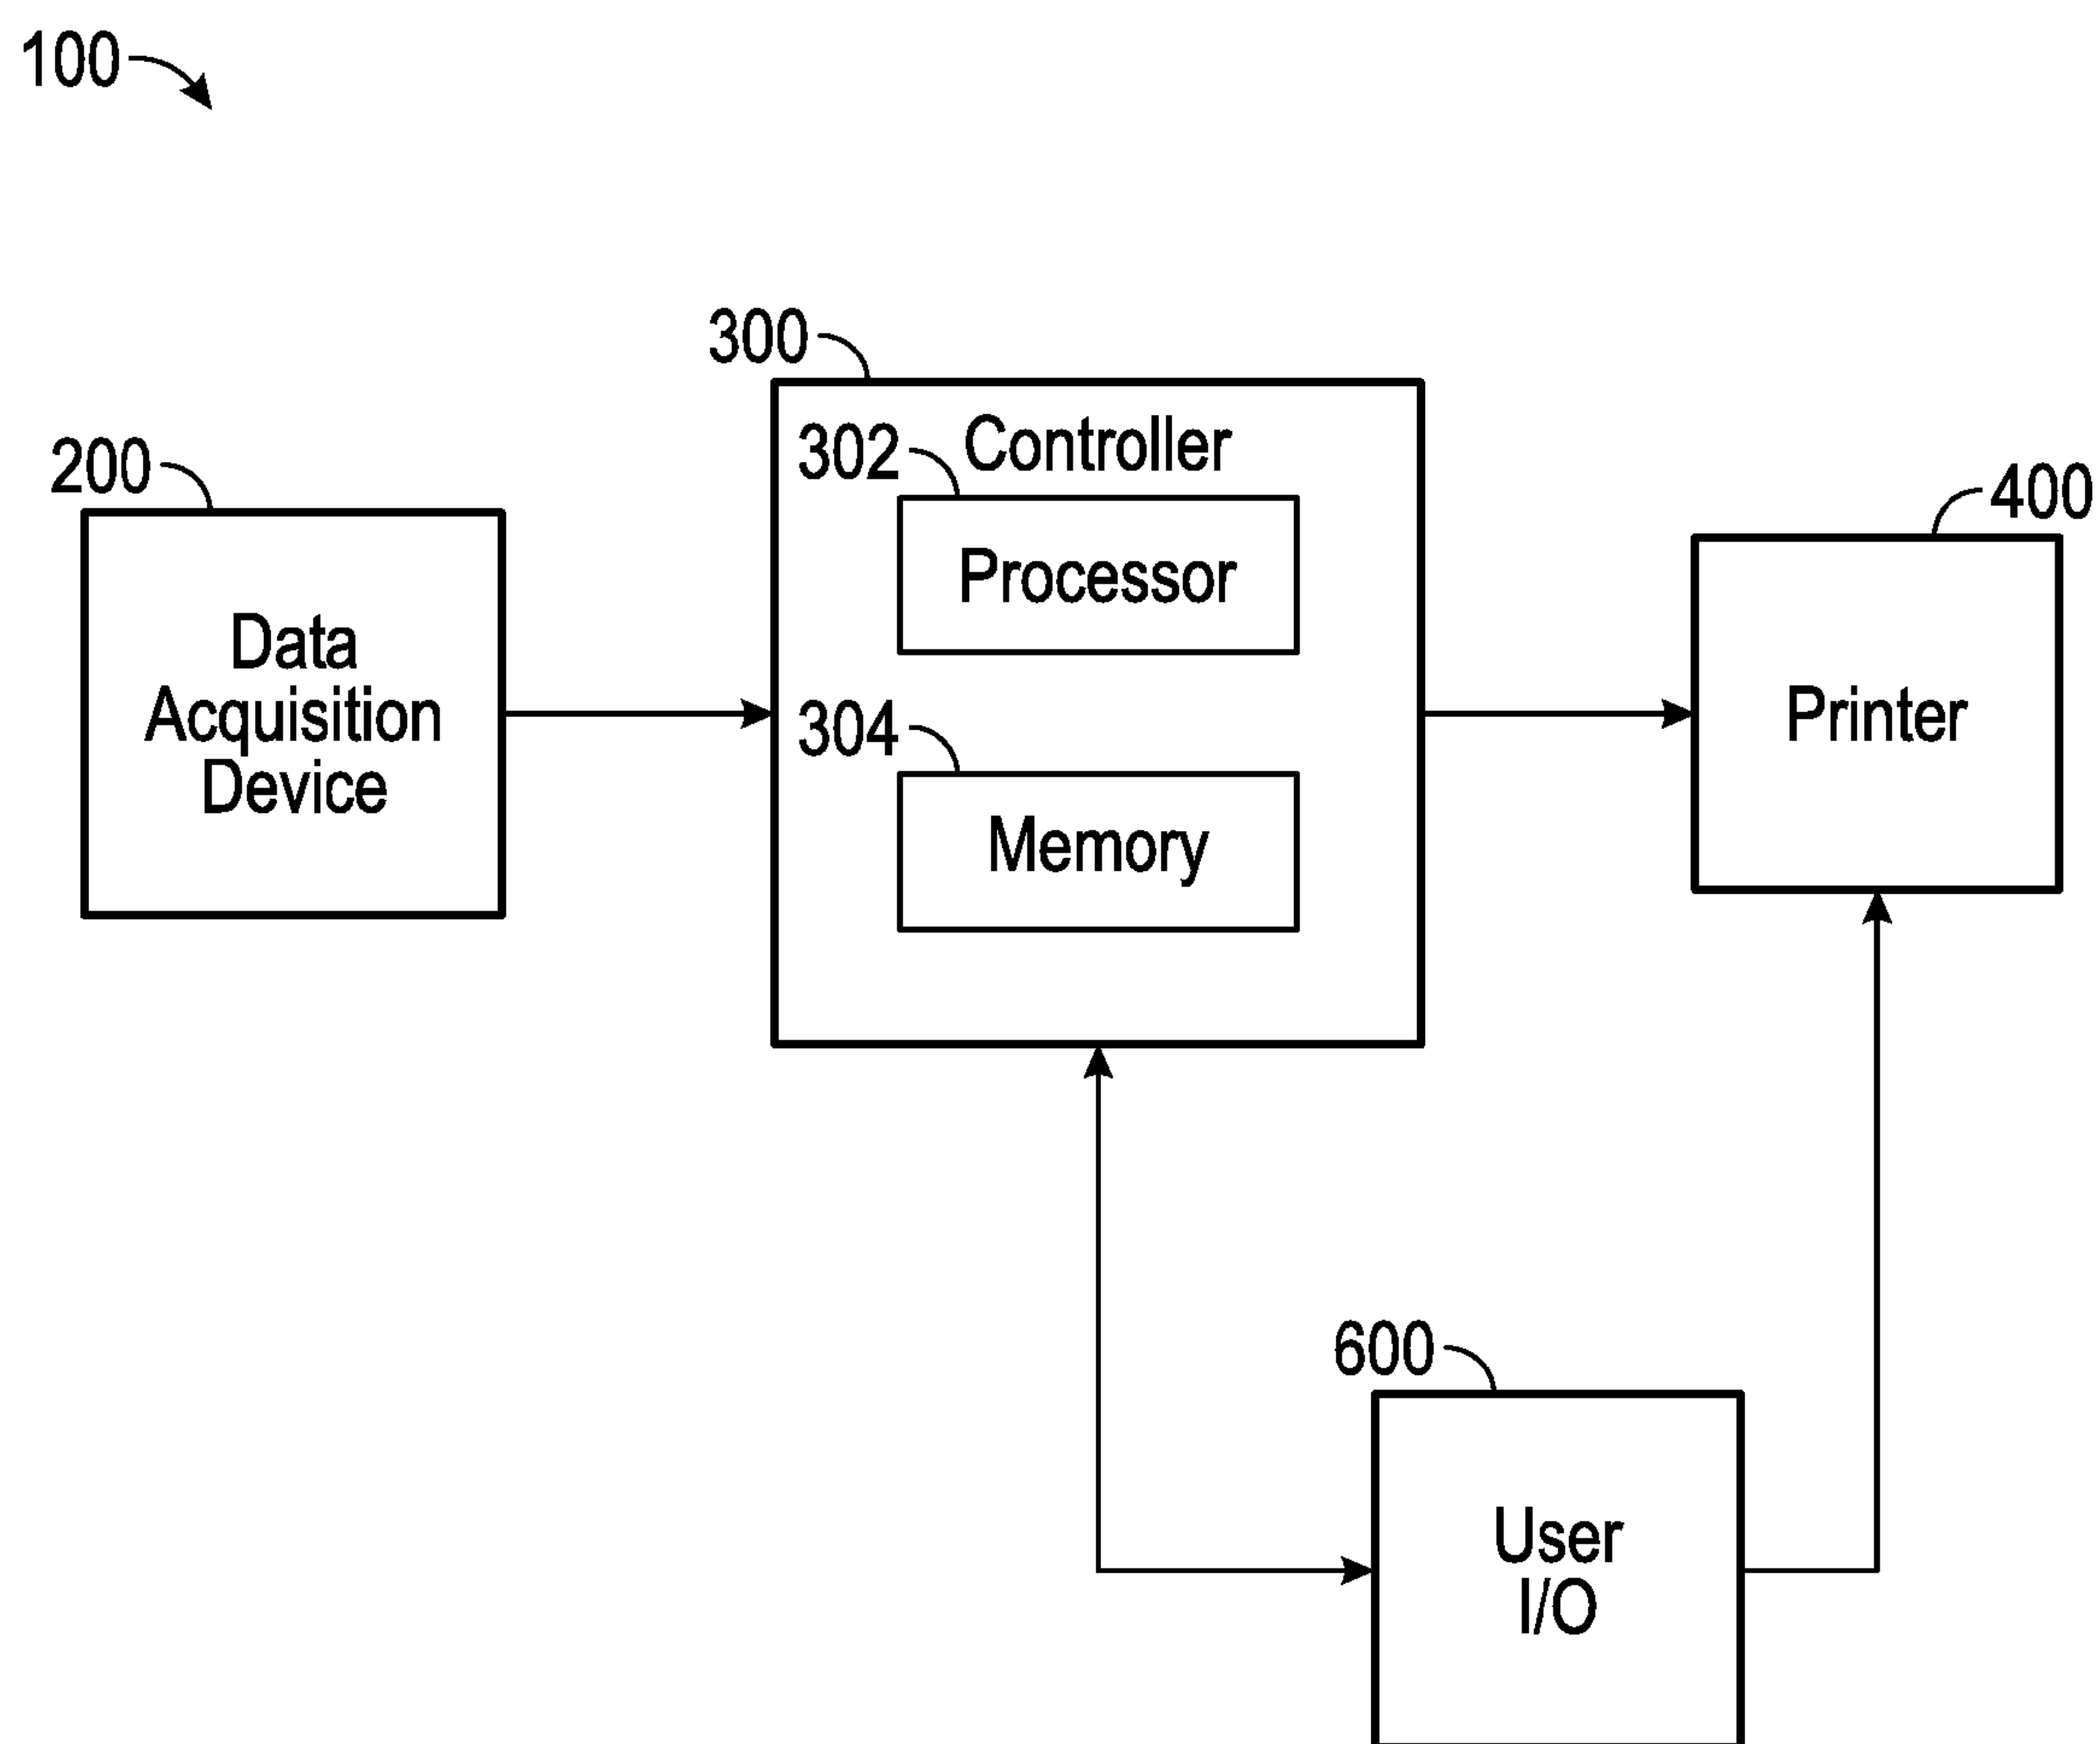 100
300
302
Controller
200
400
Processor
Data
Acquisition
Device
304
Printer
Memory
600
User
I/O